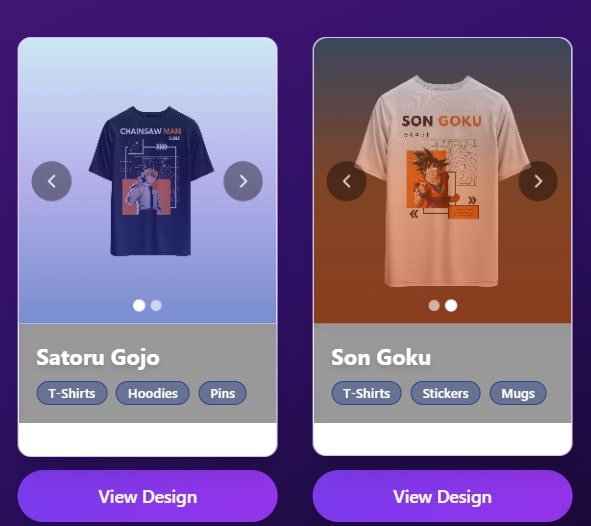 CHAINSAW MAN
SON GOKU
Satoru Gojo
T-Shirts
Hoodies
Pins
Son Goku
T-Shirts
Stickers
Mugs
View Design
View Design